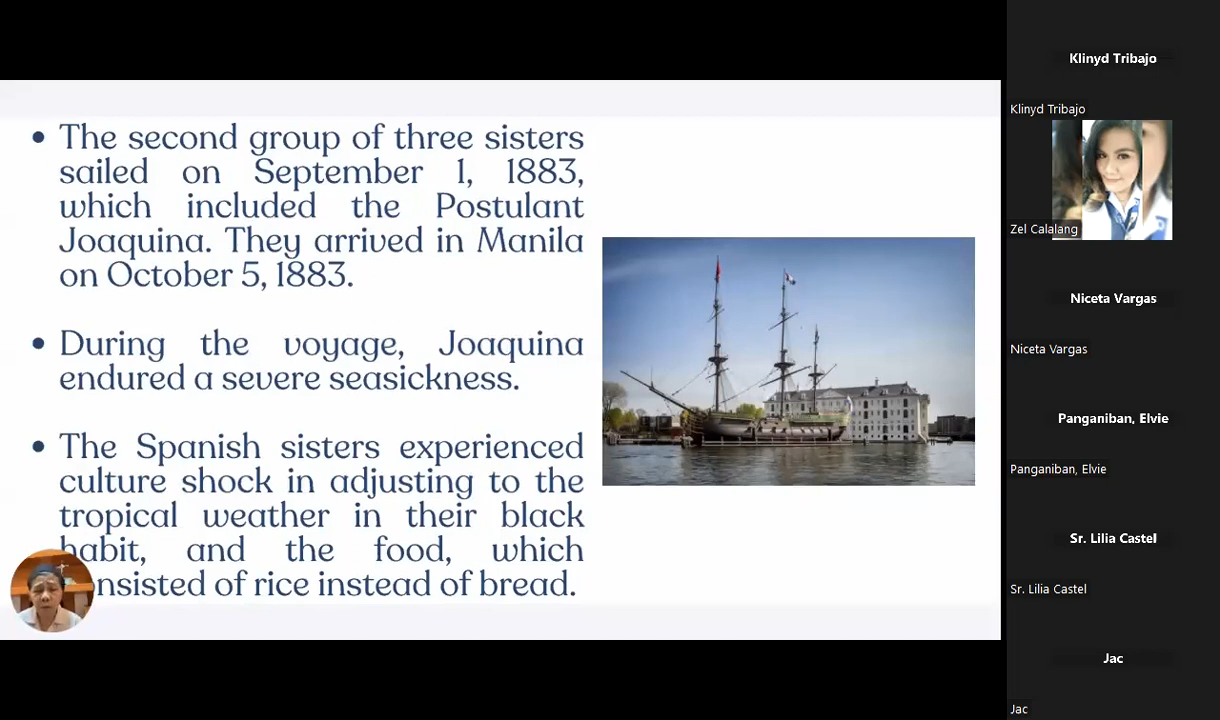 • The second group of three sisters
sailed on September 1, 1883,
which included the Postulant
Joaquina. They arrived in Manila
on October 5, 1883.
• During the voyage, Joaquina
endured a severe seasickness.
• The Spanish sisters experienced
culture shock in adjusting to the
tropical weather in their black
habit, and the food, which
nsisted of rice instead of bread.
Klinyd Tribajo
Klinyd Tribajo
Zel Calalang
Niceta Vargas
Niceta Vargas
Panganiban, Elvie
Panganiban, Elvie
Sr. Lilia Castel
Sr. Lilia Castel
Jac
Jac